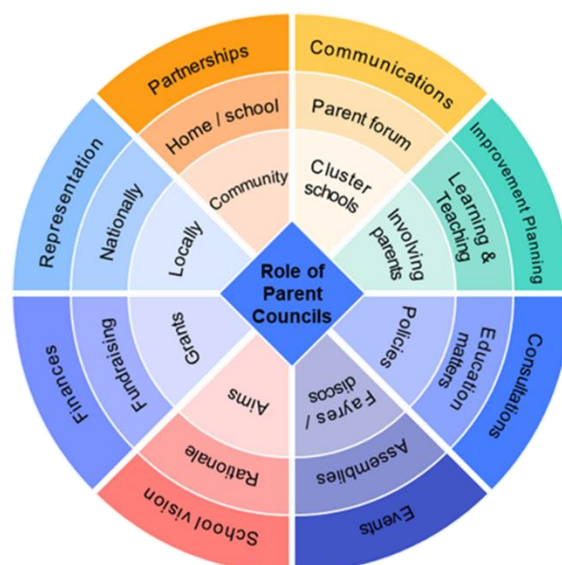 Role of
Parent
Councils
Partnerships
Home / school
Community
Communications
Parent forum
Cluster
schools
Improvement Planning
Learning &
Teaching
Involving
parents
Consultations
Education
matters
Policies
Events
Assemblies
Fayres /
discos
School vision
Rationale
Aims
Finances
Fundraising
Grants
Representation
Nationally
Locally